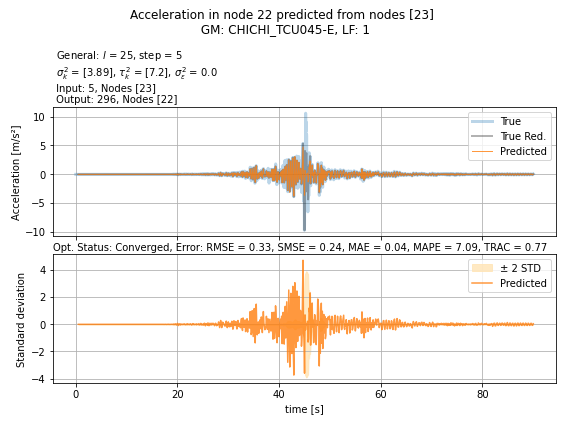 Acceleration in node 22 predicted from nodes [23]
GM: CHICHI_TCU045-E, LF: 1
General: l = 25, step = 5
σ²ₖ = [3.89], τ²ₖ = [7.2], σ²ε = 0.0
Input: 5, Nodes [23]
Output: 296, Nodes [22]
Acceleration [m/s²]
10
5
0
−5
−10
True
True Red.
Predicted
Opt. Status: Converged, Error: RMSE = 0.33, SMSE = 0.24, MAE = 0.04, MAPE = 7.09, TRAC = 0.77
Standard deviation
4
2
0
−2
−4
± 2 STD
Predicted
0 20 40 60 80
time [s]